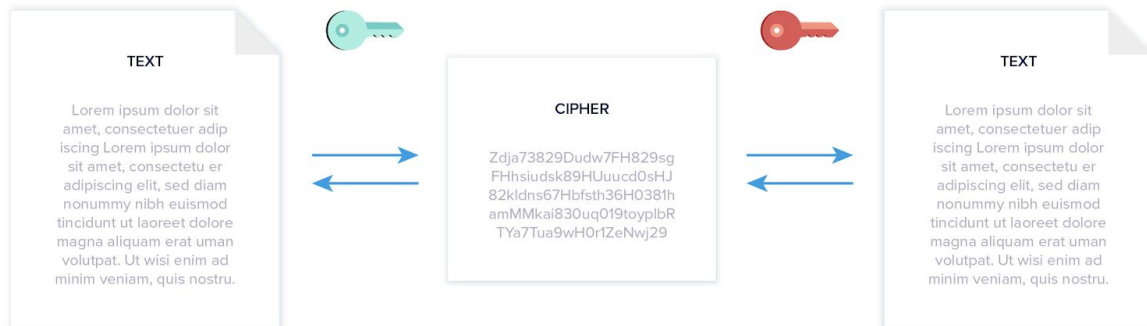 TEXT
Lorem ipsum dolor sit
amet, consectetuer adip
iscing Lorem ipsum dolor
sit amet, consectetu er
adipiscing elit, sed diam
nonummy nibh euismod
tincidunt ut laoreet dolore
magna aliquam erat uman
volutpat. Ut wisi enim ad
minim veniam, quis nostru.
CIPHER
Zdja73829Dudw7FH829sg
FHhsiudsk89HUuucd0sHJ
82kldns67Hbfsth36H0381h
amMMkai830uq019toyplbR
TYa7Tua9wH0r1ZeNwj29
TEXT
Lorem ipsum dolor sit
amet, consectetuer adip
iscing Lorem ipsum dolor
sit amet, consectetu er
adipiscing elit, sed diam
nonummy nibh euismod
tincidunt ut laoreet dolore
magna aliquam erat uman
volutpat. Ut wisi enim ad
minim veniam, quis nostru.